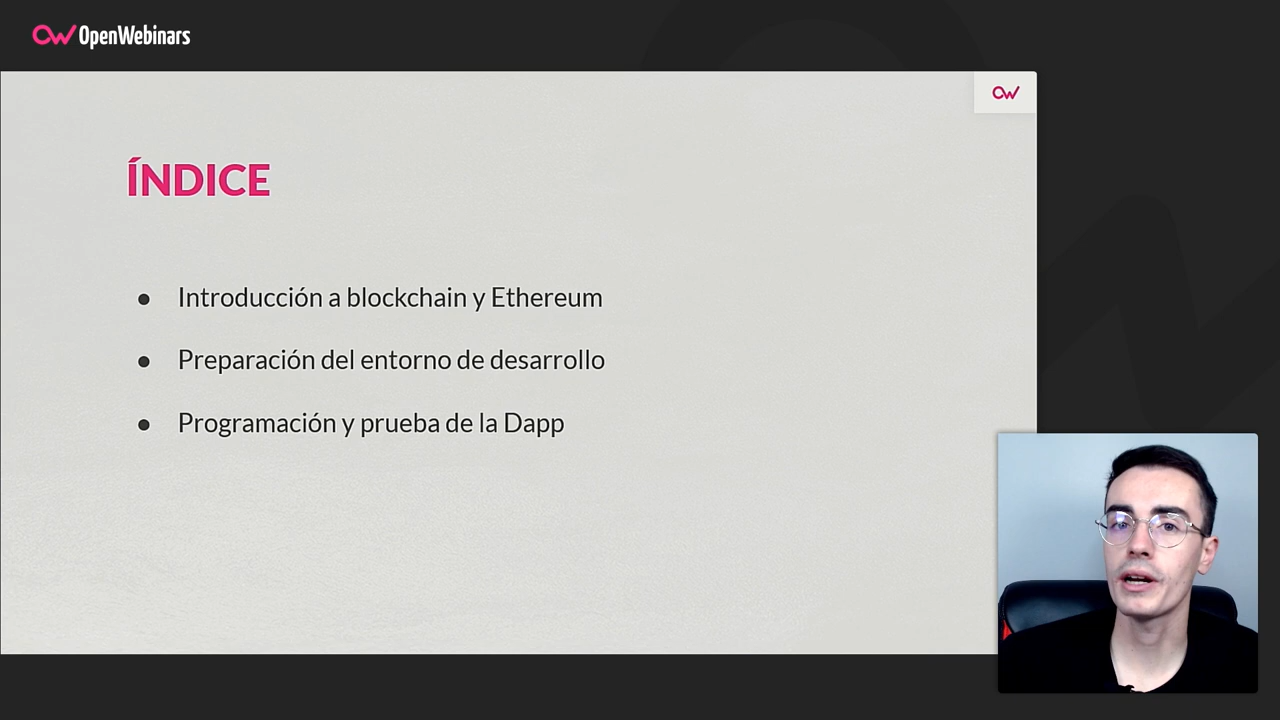 OpenWebinars
ÍNDICE
● Introducción a blockchain y Ethereum
● Preparación del entorno de desarrollo
● Programación y prueba de la Dapp